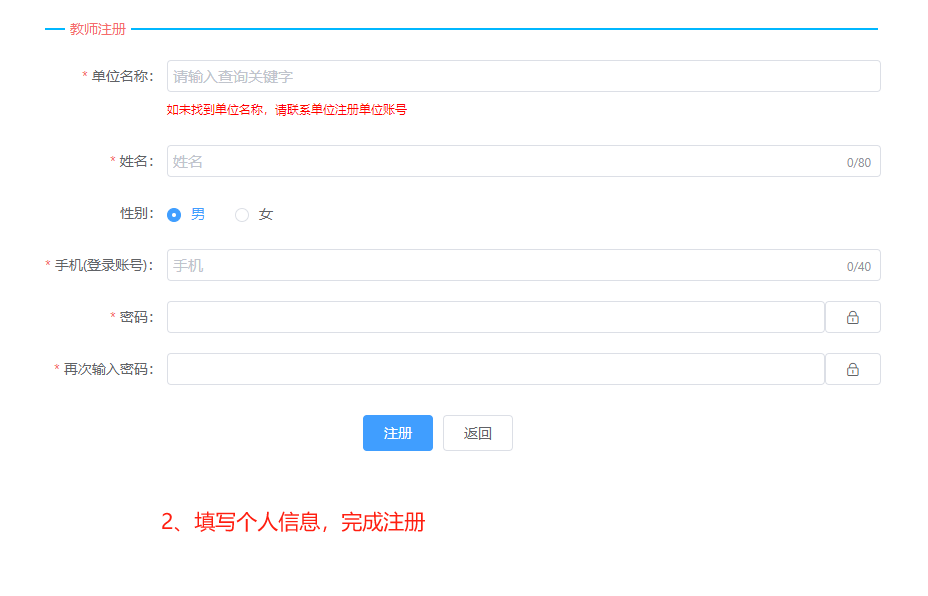 教师注册
* 单位名称： 请输入查询关键字
如未找到单位名称，请联系单位注册单位账号
* 姓名： 姓名 0/80
性别： 男 女
* 手机(登录账号)： 手机 0/40
* 密码：
* 再次输入密码：
注册 返回
2、填写个人信息，完成注册